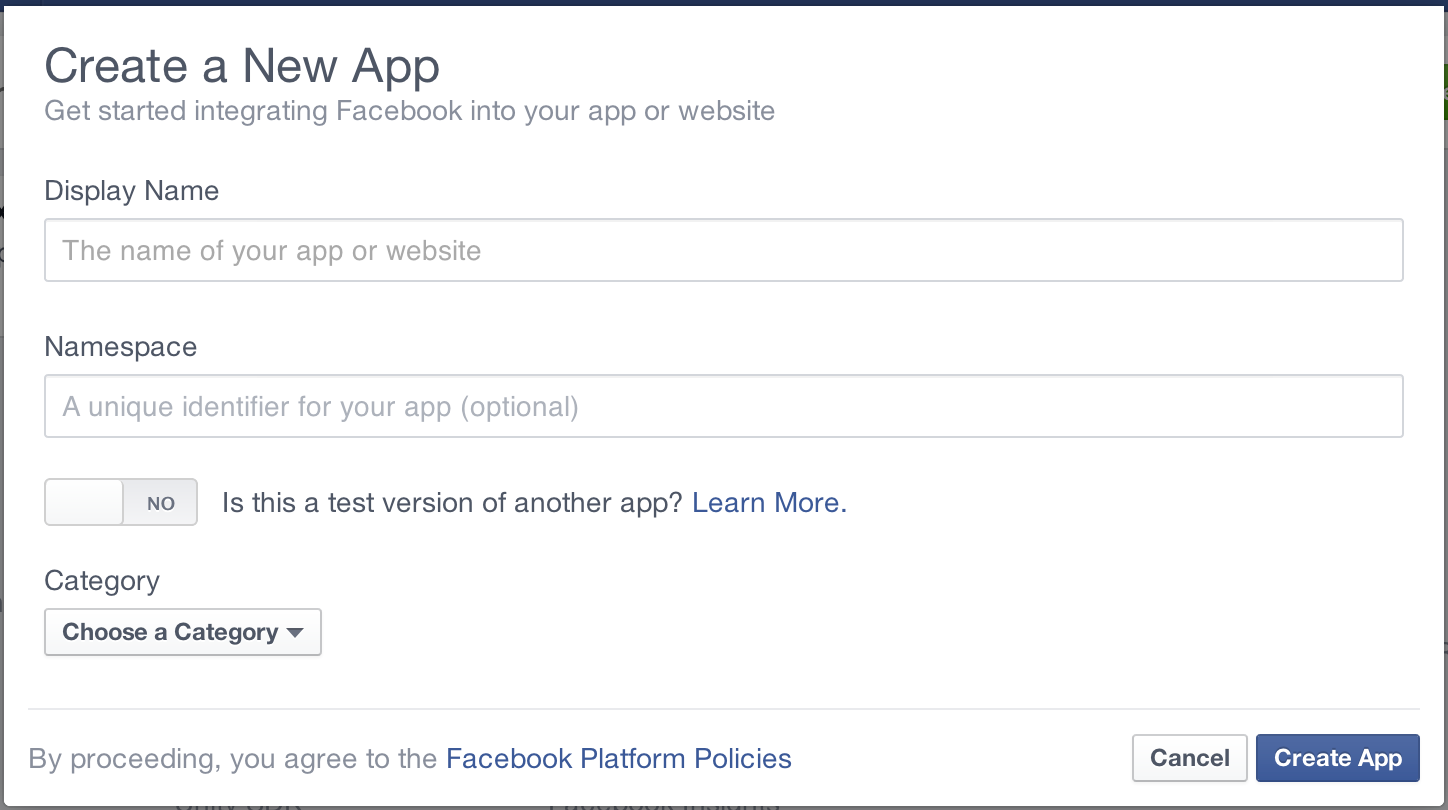 Create a New App
Get started integrating Facebook into your app or website
Display Name
The name of your app or website
Namespace
A unique identifier for your app (optional)
NO Is this a test version of another app? Learn More.
Category
Choose a Category
By proceeding, you agree to the Facebook Platform Policies Cancel Create App